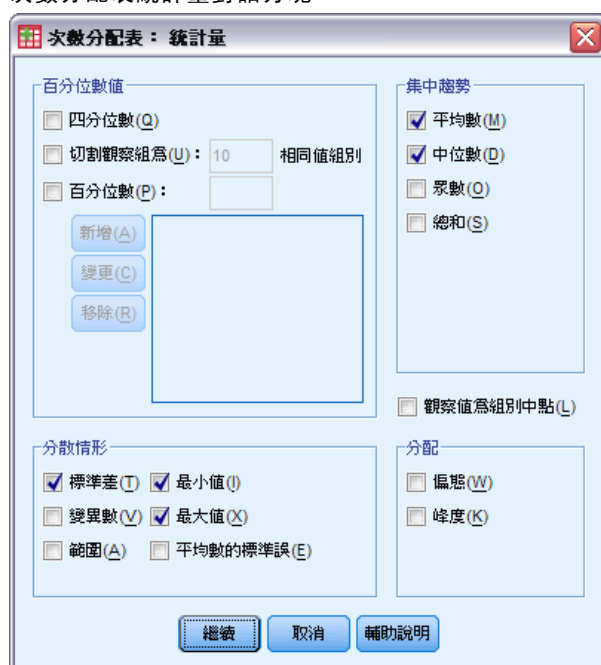 次數分配表：統計量
百分位數值
四分位數(Q)
切割觀察組為(U)： 10 相同值組別
百分位數(P)：
新增(A)
變更(C)
移除(R)
集中趨勢
平均數(M)
中位數(D)
眾數(O)
總和(S)
觀察值為組別中點(L)
分散情形
標準差(T) 最小值(I)
變異數(V) 最大值(X)
範圍(A) 平均數的標準誤(E)
分配
偏態(W)
峰度(K)
繼續 取消 輔助說明